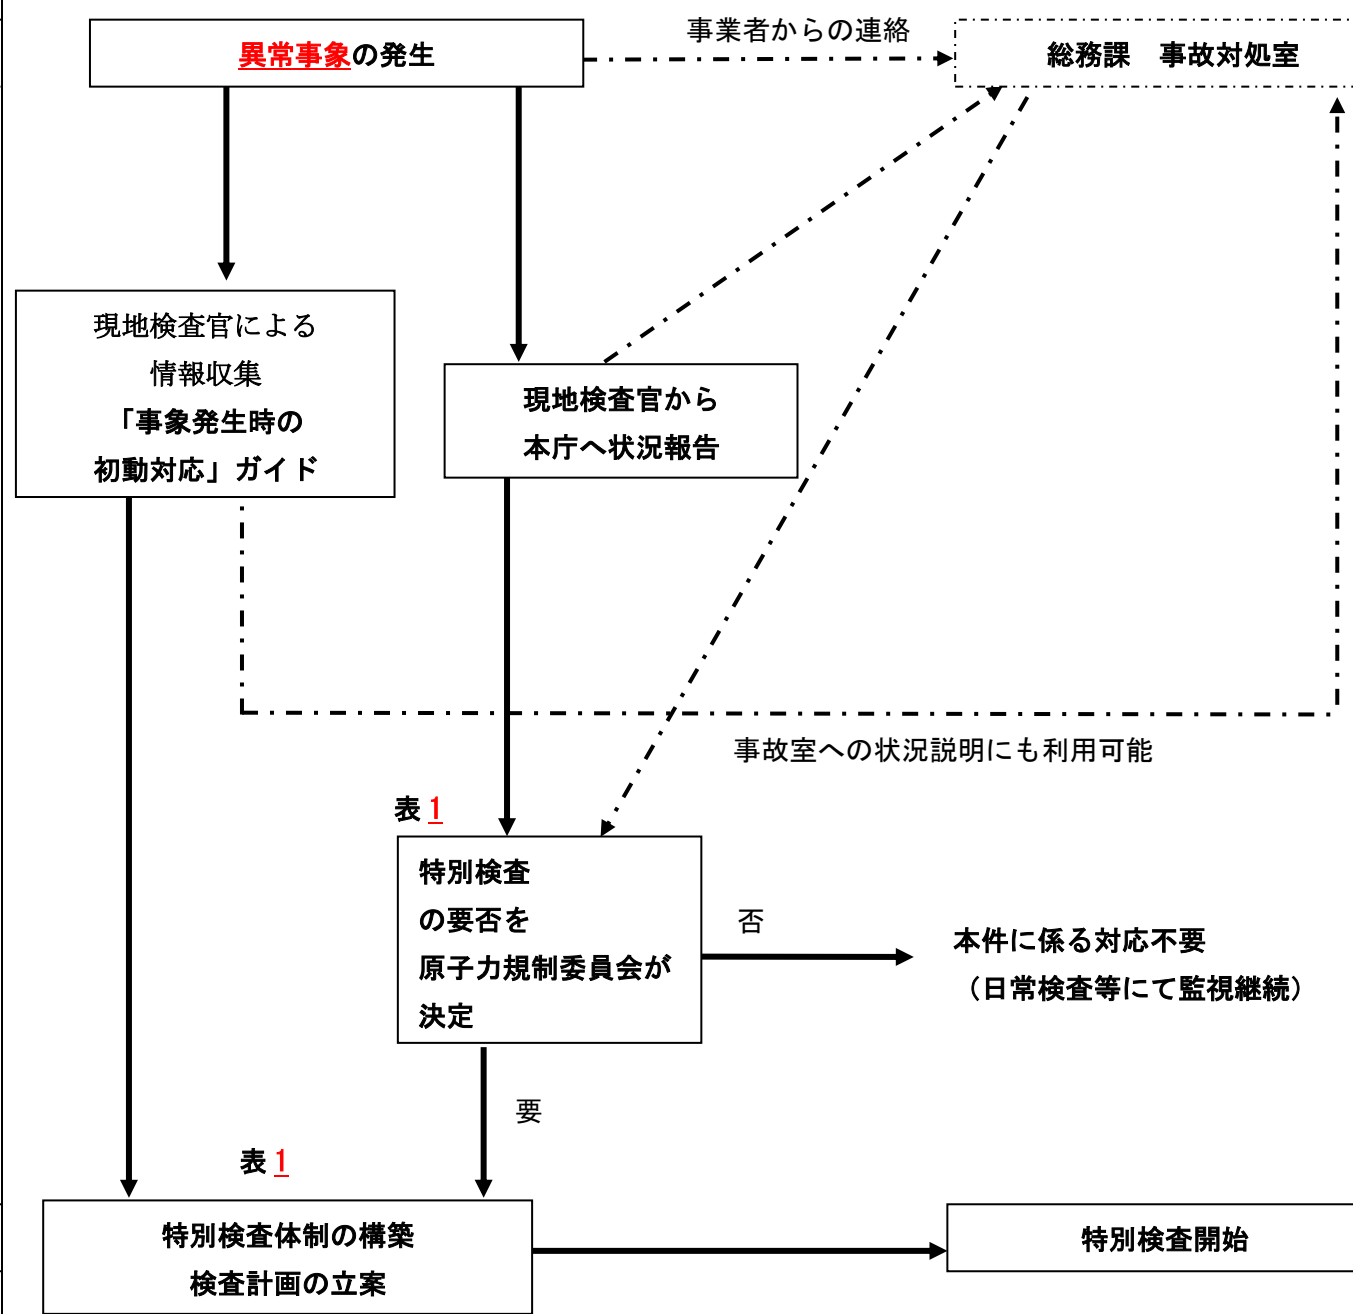 異常事象の発生
事業者からの連絡
総務課　事故対処室
現地検査官による
情報収集
「事象発生時の
初動対応」ガイド
現地検査官から
本庁へ状況報告
事故室への状況説明にも利用可能
表 1
特別検査
の要否を
原子力規制委員会が
決定
否
本件に係る対応不要
（日常検査等にて監視継続）
要
表 1
特別検査体制の構築
検査計画の立案
特別検査開始